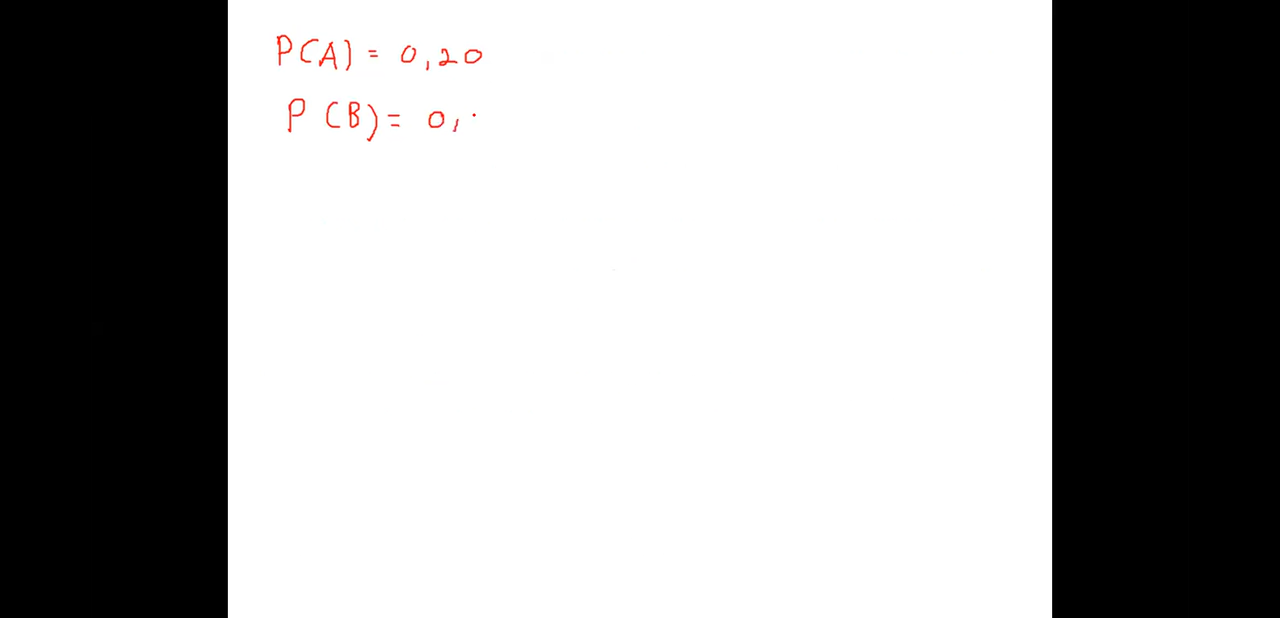 P(A) = 0,20
P(B) = 0,